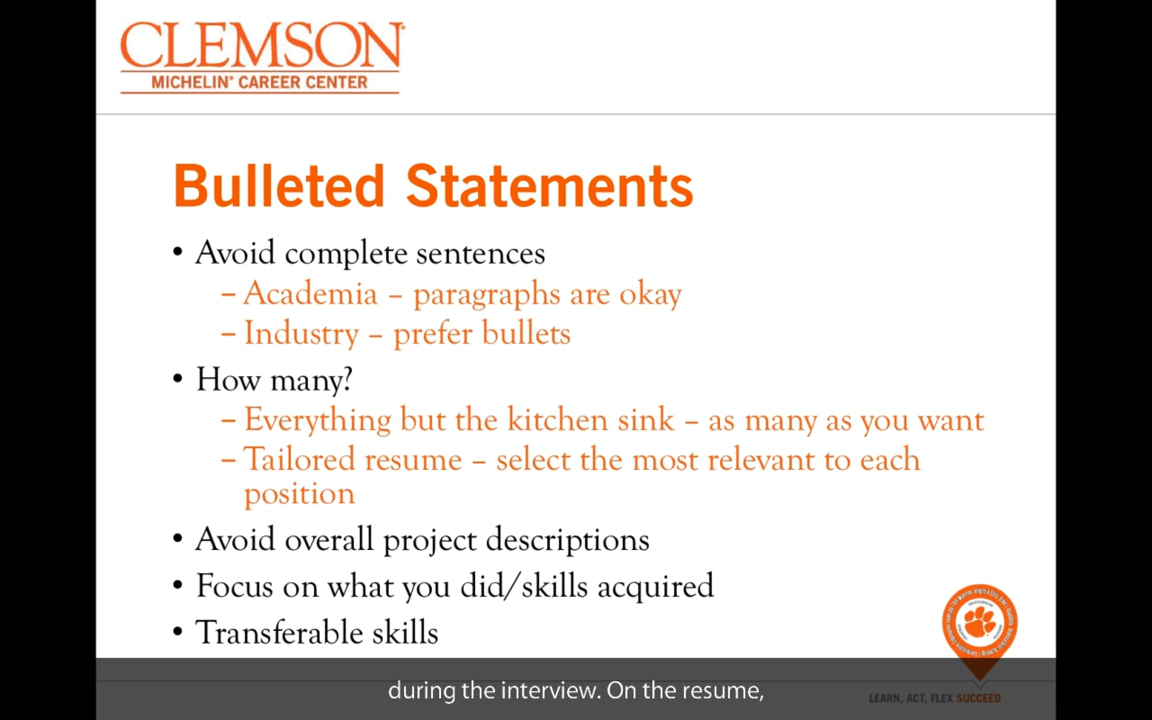 CLEMSON®
MICHELIN® CAREER CENTER
Bulleted Statements
• Avoid complete sentences
– Academia – paragraphs are okay
– Industry – prefer bullets
• How many?
– Everything but the kitchen sink – as many as you want
– Tailored resume – select the most relevant to each
position
• Avoid overall project descriptions
• Focus on what you did/skills acquired
• Transferable skills
during the interview. On the resume,
LEARN, ACT, FLEX SUCCEED